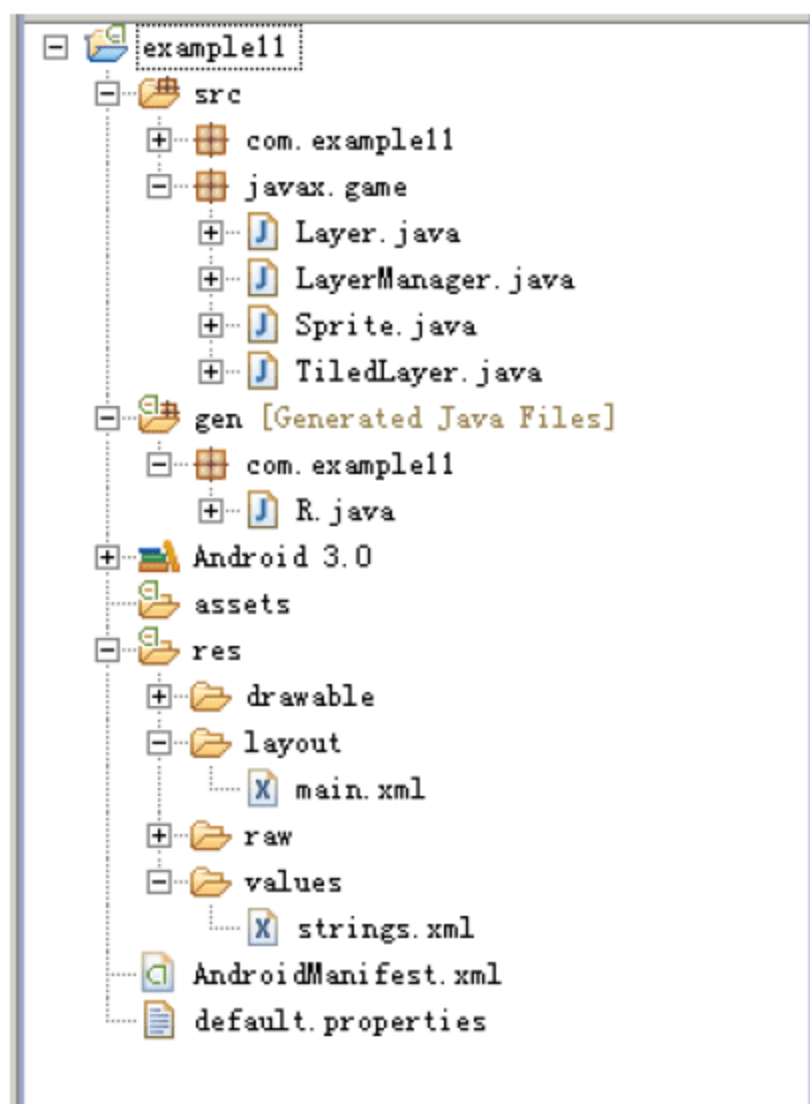 example11
src
com.example11
javax.game
Layer.java
LayerManager.java
Sprite.java
TiledLayer.java
gen [Generated Java Files]
com.example11
R.java
Android 3.0
assets
res
drawable
layout
main.xml
raw
values
strings.xml
AndroidManifest.xml
default.properties